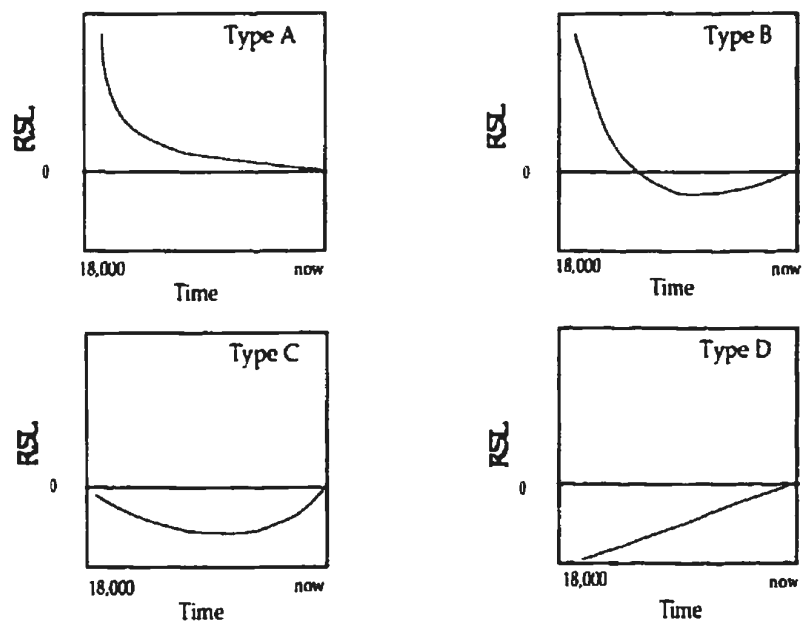 Type A
RSL
0
18,000 now
Time
Type B
RSL
0
18,000 now
Time
Type C
RSL
0
18,000 now
Time
Type D
RSL
0
18,000 now
Time